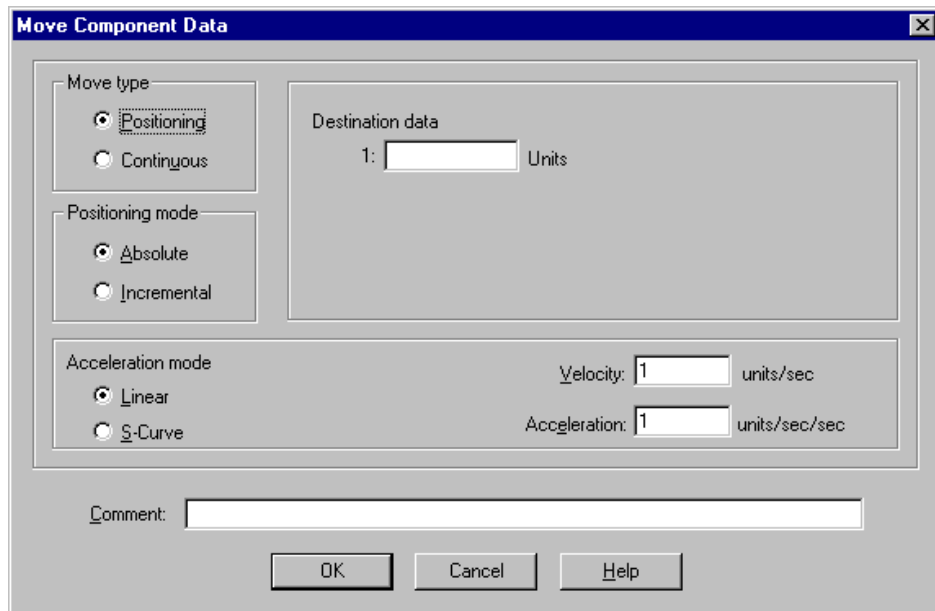 Move Component Data
Move type
Positioning
Continuous
Destination data
1: Units
Positioning mode
Absolute
Incremental
Acceleration mode
Linear
S-Curve
Velocity: 1 units/sec
Acceleration: 1 units/sec/sec
Comment:
OK Cancel Help